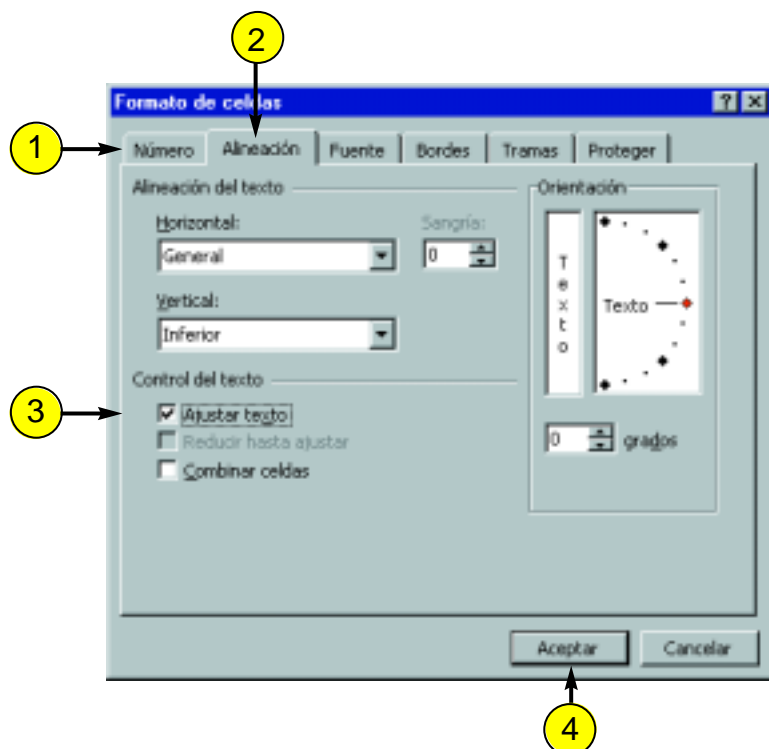 2
Formato de celdas
1
Número Alineación Fuente Bordes Tramas Proteger
Alineación del texto
Horizontal:
General
Sangría:
0
Vertical:
Inferior
Orientación
Texto
Texto
0 grados
Control del texto
3
Ajustar texto
Reducir hasta ajustar
Combinar celdas
Aceptar Cancelar
4